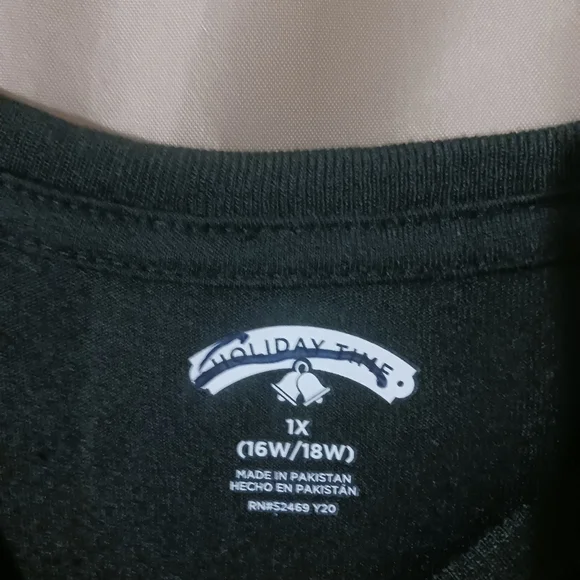 HOLIDAY TIME
1X
(16W/18W)
MADE IN PAKISTAN
HECHO EN PAKISTÁN
RN#52469 Y20